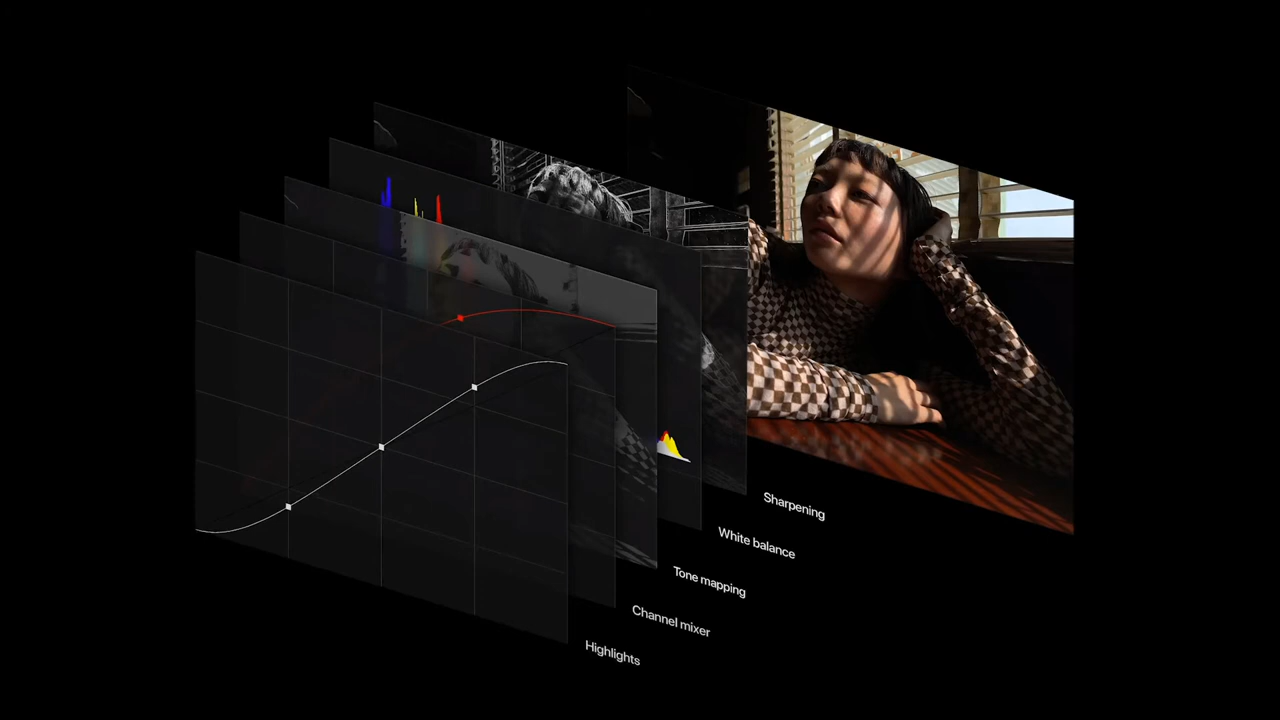 Sharpening
White balance
Tone mapping
Channel mixer
Highlights